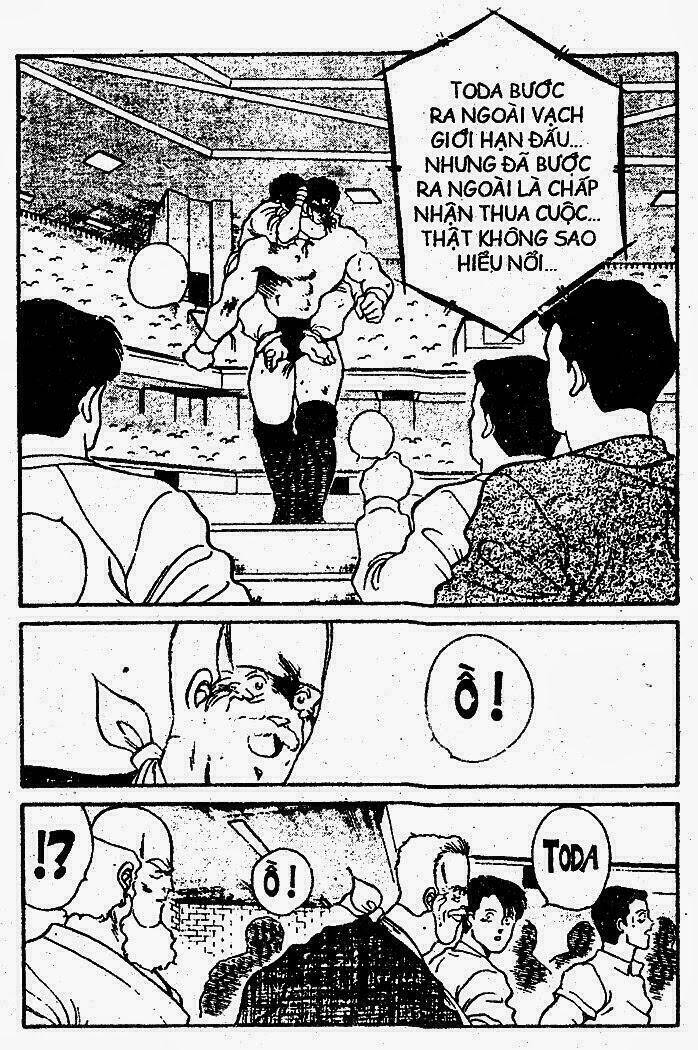 TODA BƯỚC
RA NGOÀI VẠCH
GIỚI HẠN ĐẤU...
NHƯNG ĐÃ BƯỚC
RA NGOÀI LÀ CHẤP
NHẬN THUA CUỘC...
THẬT KHÔNG SAO
HIỂU NỔI...
Ồ!
!?
Ồ!
TODA